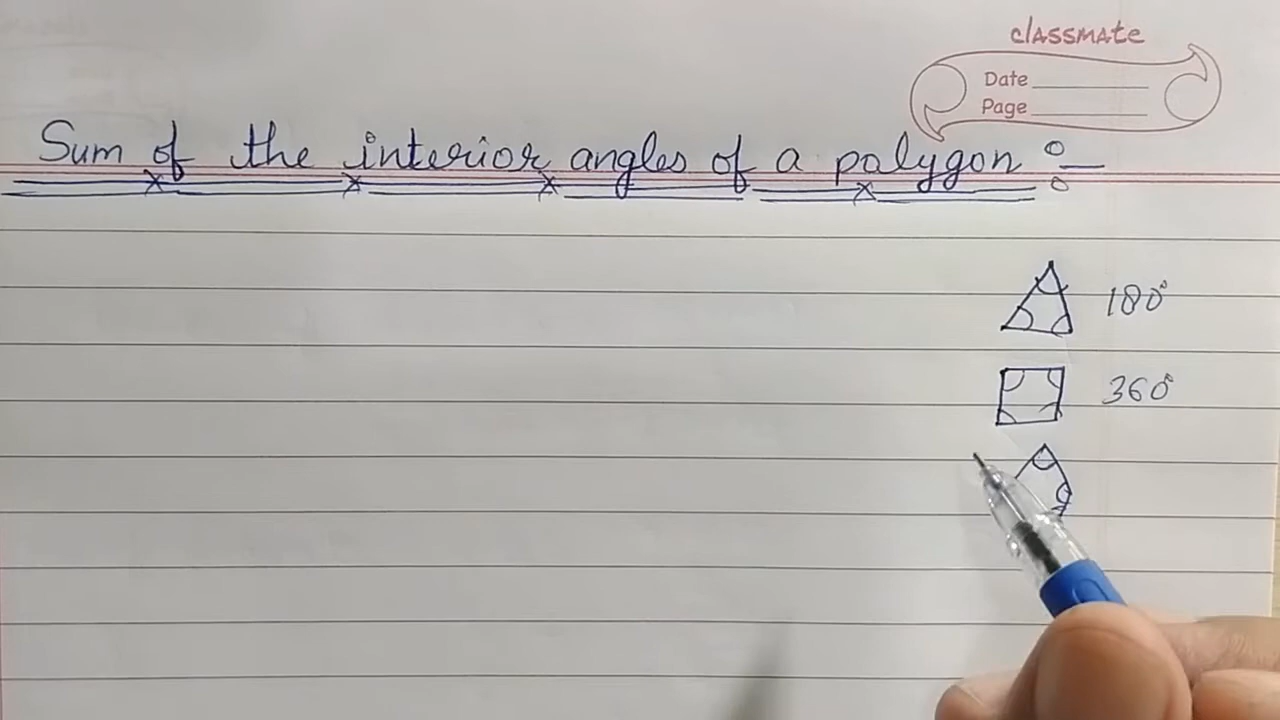 classmate
Date
Page
Sum of the interior angles of a polygon :-
180°
360°